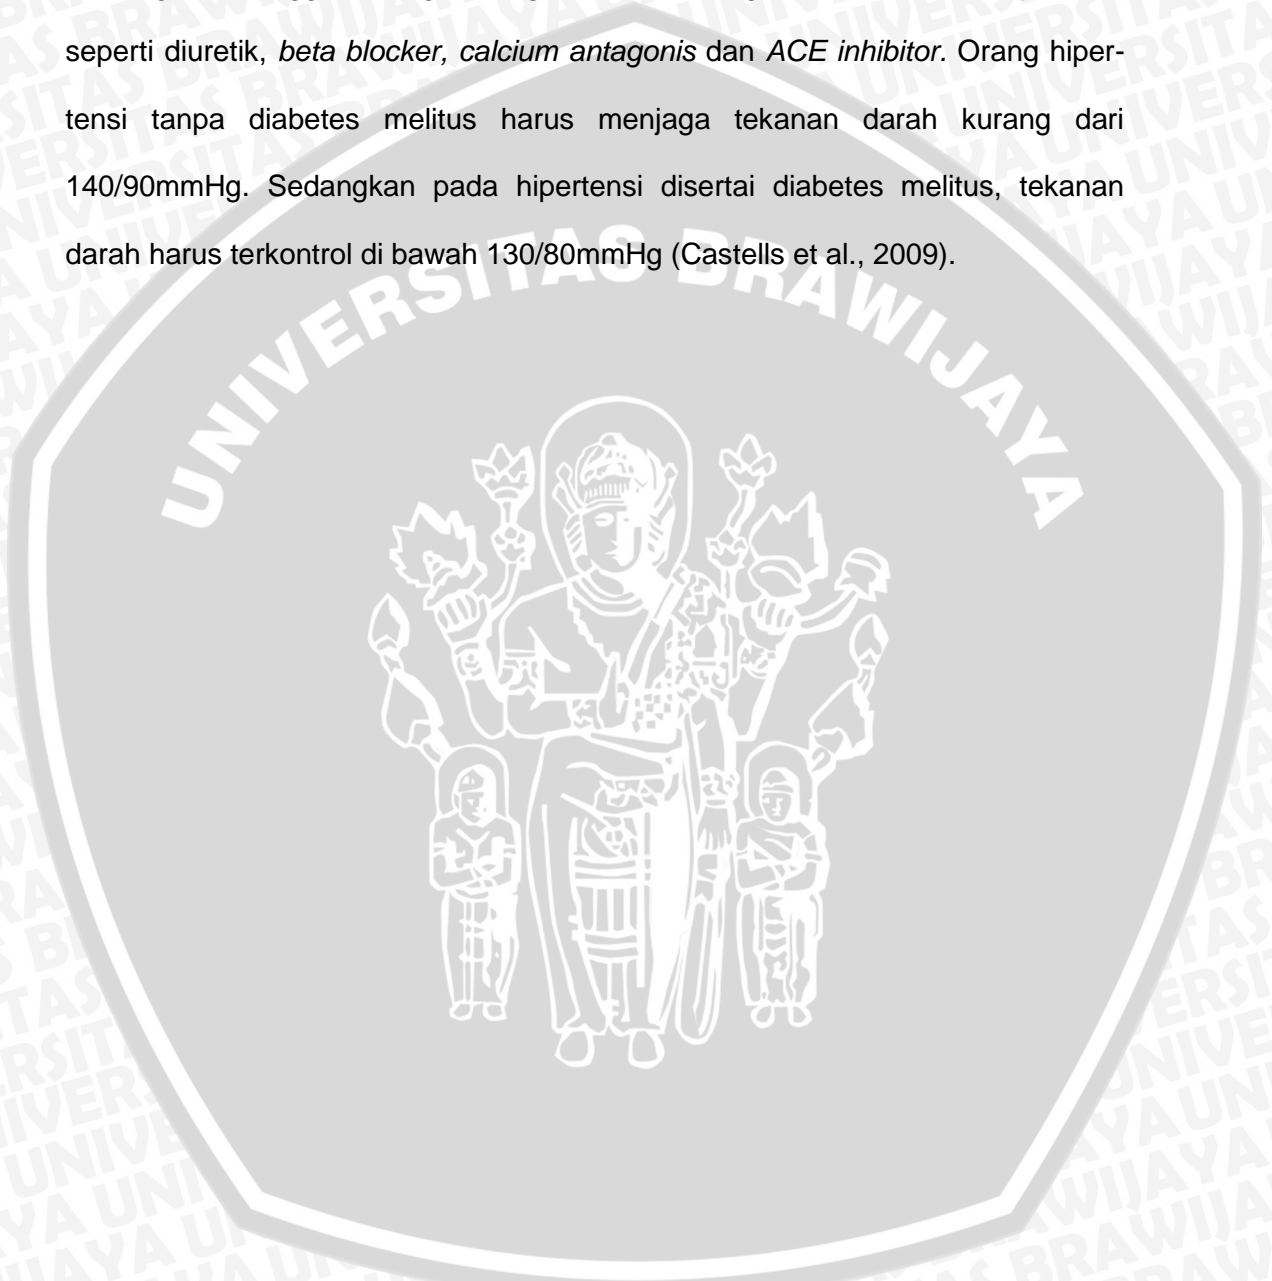 seperti diuretik, beta blocker, calcium antagonis dan ACE inhibitor. Orang hiper-
tensi tanpa diabetes melitus harus menjaga tekanan darah kurang dari
140/90mmHg. Sedangkan pada hipertensi disertai diabetes melitus, tekanan
darah harus terkontrol di bawah 130/80mmHg (Castells et al., 2009).
UNIVERSITAS BRAWIJAYA